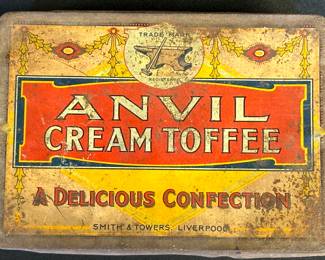 TRADE MARK
REGISTERED
ANVIL
CREAM TOFFEE
A DELICIOUS CONFECTION
SMITH & TOWERS. LIVERPOOL